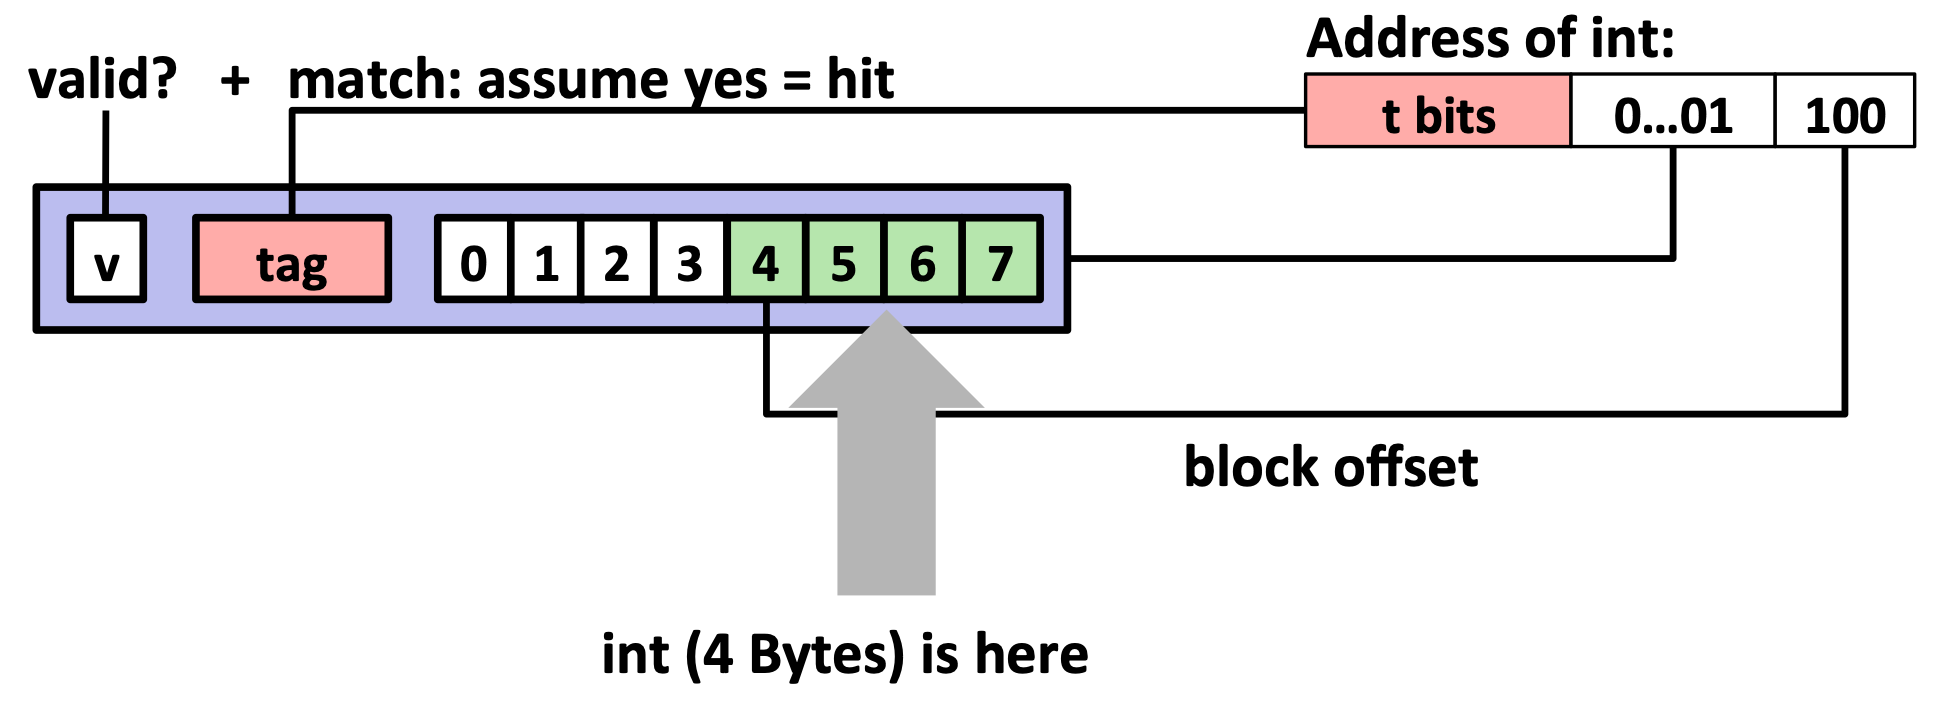 Address of int:
valid? + match: assume yes = hit
t bits 0...01 100
v tag 0 1 2 3 4 5 6 7
block offset
int (4 Bytes) is here